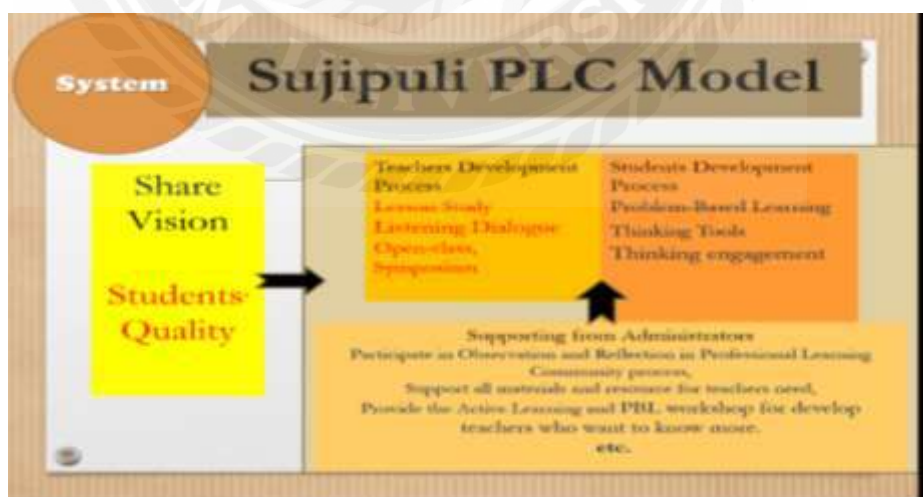 System
Sujipuli PLC Model
Share
Vision
Students-
Quality
Teachers Development
Process
Lesson Study
Listening Dialogue
Open-class,
Symposium
Students Development
Process
Problem-Based Learning
Thinking Tools
Thinking engagement
Supporting from Administrators
Participate in Observation and Reflection in Professional Learning
Community process,
Support all materials and resource for teachers need,
Provide the Active Learning and PBL workshop for develop
teachers who want to know more.
etc.